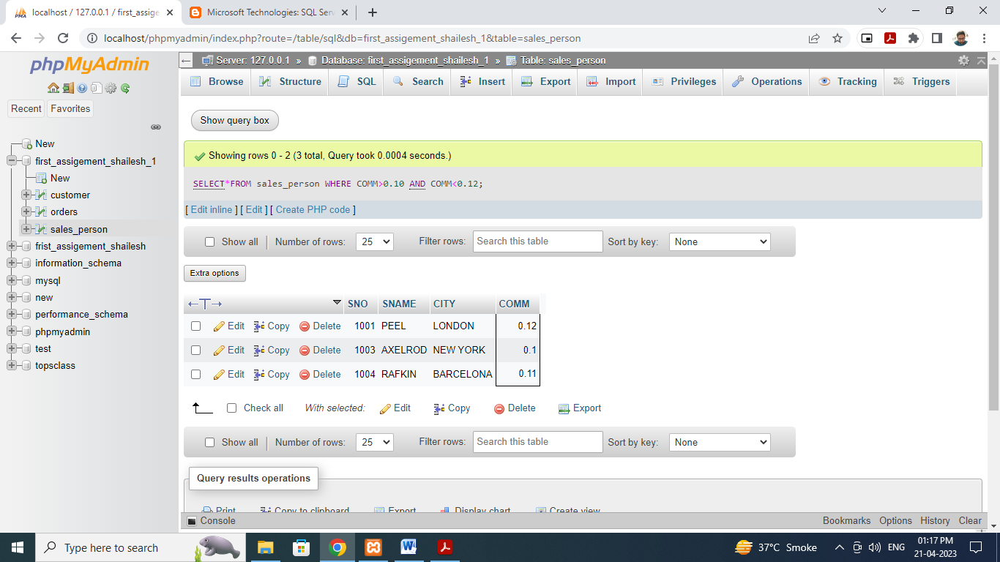 localhost / 127.0.0.1 / first_assige
Microsoft Technologies: SQL Serv
localhost/phpmyadmin/index.php?route=/table/sql&db=first_assigement_shailesh_1&table=sales_person
phpMyAdmin
Recent Favorites
New
first_assigement_shailesh_1
New
customer
orders
sales_person
frist_assigement_shailesh
information_schema
mysql
new
performance_schema
phpmyadmin
test
topsclass
Server: 127.0.0.1 » Database: first_assigement_shailesh_1 » Table: sales_person
Browse Structure SQL Search Insert Export Import Privileges Operations Tracking Triggers
Show query box
Showing rows 0 - 2 (3 total, Query took 0.0004 seconds.)
SELECT*FROM sales_person WHERE COMM>0.10 AND COMM<0.12;
[ Edit inline ] [ Edit ] [ Create PHP code ]
Show all Number of rows: 25 Filter rows: Search this table Sort by key: None
Extra options
SNO SNAME CITY COMM
Edit Copy Delete 1001 PEEL LONDON 0.12
Edit Copy Delete 1003 AXELROD NEW YORK 0.1
Edit Copy Delete 1004 RAFKIN BARCELONA 0.11
Check all With selected: Edit Copy Delete Export
Show all Number of rows: 25 Filter rows: Search this table Sort by key: None
Query results operations
Print Copy to clipboard Export Display chart Create view
Console Bookmarks Options History Clear
Type here to search
37°C Smoke
ENG
01:17 PM
21-04-2023